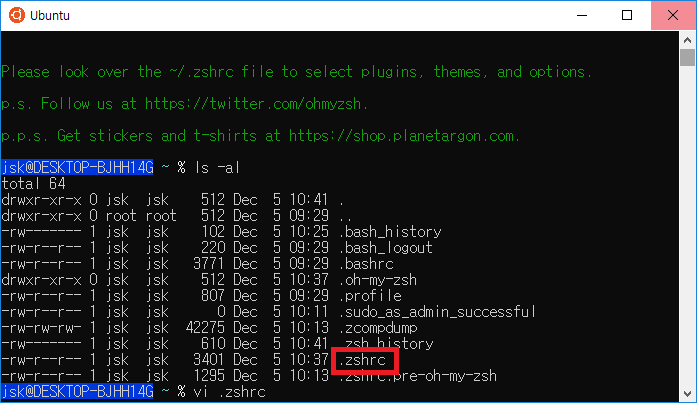 Ubuntu
Please look over the ~/.zshrc file to select plugins, themes, and options.
p.s. Follow us at https://twitter.com/ohmyzsh.
p.p.s. Get stickers and t-shirts at https://shop.planetargon.com.
jsk@DESKTOP-BJHH14G ~ % ls -al
total 64
drwxr-xr-x 0 jsk  jsk    512 Dec  5 10:41 .
drwxr-xr-x 0 root root   512 Dec  5 09:29 ..
-rw------- 1 jsk  jsk    102 Dec  5 10:25 .bash_history
-rw-r--r-- 1 jsk  jsk    220 Dec  5 09:29 .bash_logout
-rw-r--r-- 1 jsk  jsk   3771 Dec  5 09:29 .bashrc
drwxr-xr-x 0 jsk  jsk    512 Dec  5 10:37 .oh-my-zsh
-rw-r--r-- 1 jsk  jsk    807 Dec  5 09:29 .profile
-rw-r--r-- 1 jsk  jsk      0 Dec  5 10:11 .sudo_as_admin_successful
-rw-rw-rw- 1 jsk  jsk  42275 Dec  5 10:13 .zcompdump
-rw------- 1 jsk  jsk    610 Dec  5 10:41 .zsh_history
-rw-r--r-- 1 jsk  jsk   3401 Dec  5 10:37 .zshrc
-rw-r--r-- 1 jsk  jsk   1295 Dec  5 10:13 .zshrc.pre-oh-my-zsh
jsk@DESKTOP-BJHH14G ~ % vi .zshrc